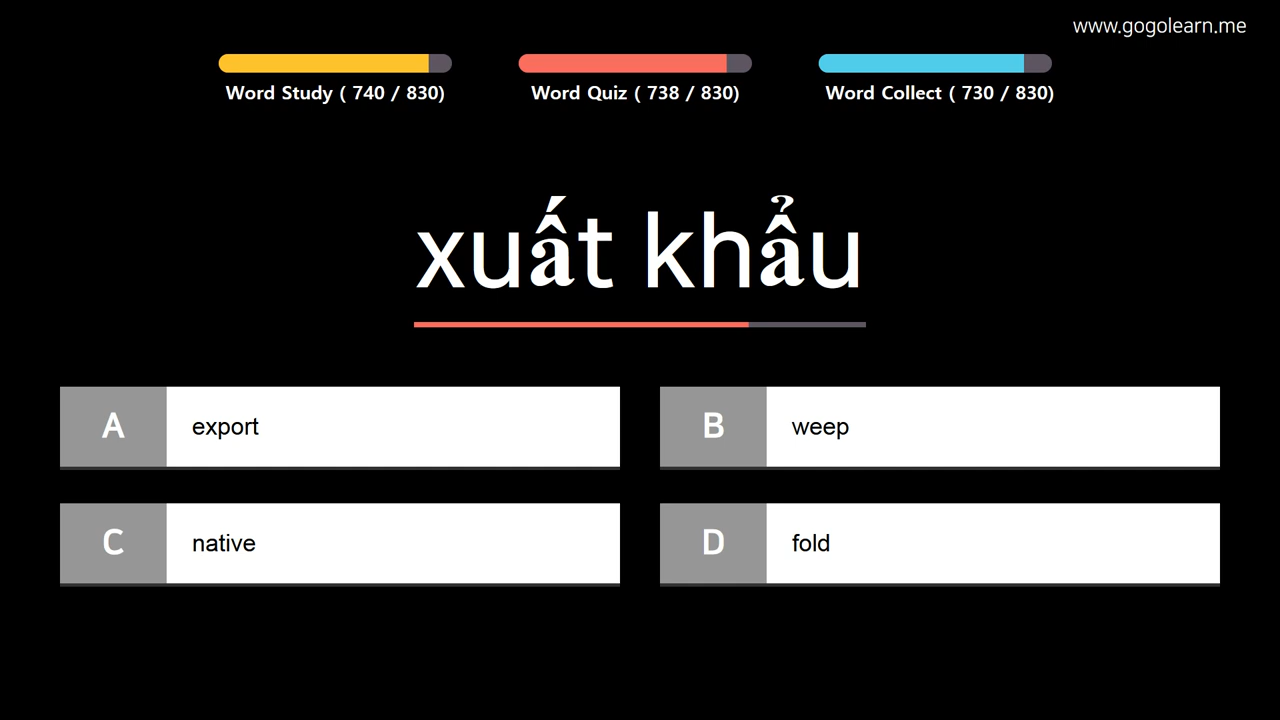 www.gogolearn.me
Word Study ( 740 / 830)
Word Quiz ( 738 / 830)
Word Collect ( 730 / 830)
xuất khẩu
A export
B weep
C native
D fold